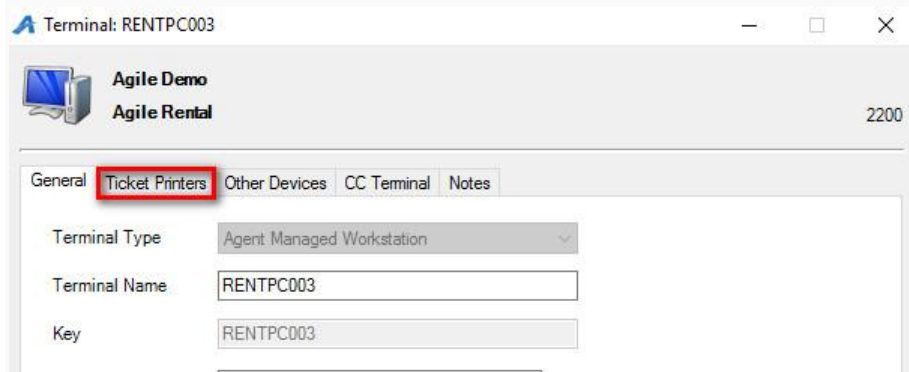 Terminal: RENTPC003
Agile Demo
Agile Rental
2200
General Ticket Printers Other Devices CC Terminal Notes
Terminal Type Agent Managed Workstation
Terminal Name RENTPC003
Key RENTPC003